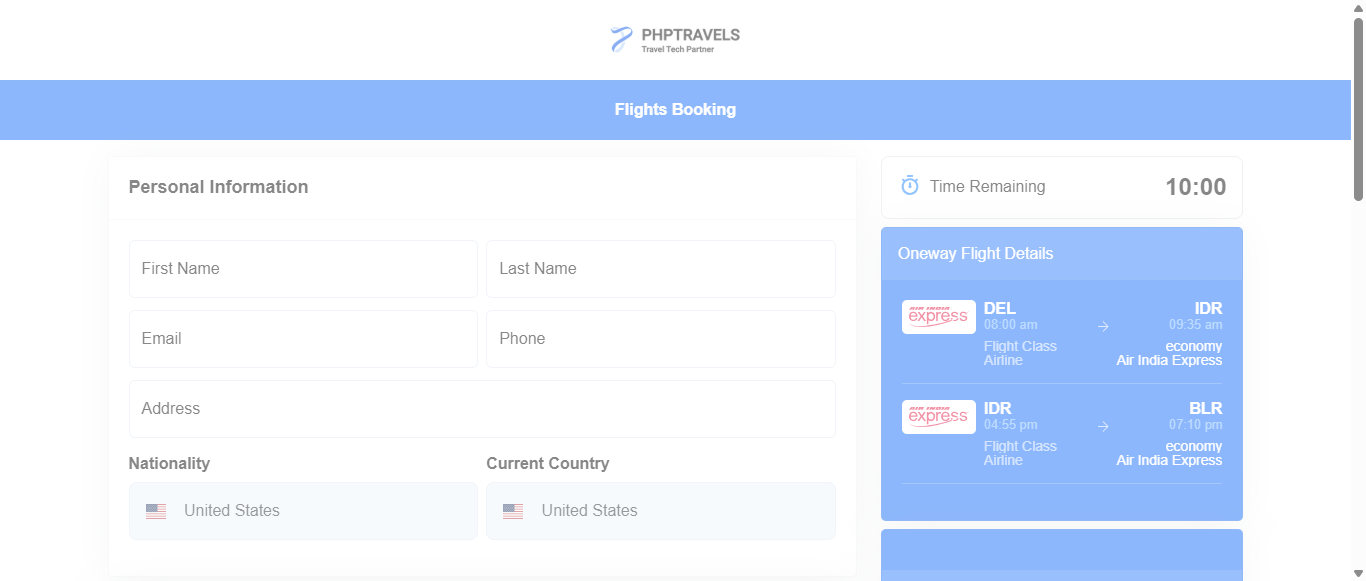 PHPTRAVELS
Travel Tech Partner
Flights Booking
Personal Information
First Name
Last Name
Email
Phone
Address
Nationality
Current Country
United States
United States
Time Remaining
10:00
Oneway Flight Details
AIR INDIA
express
DEL
IDR
08:00 am
09:35 am
Flight Class
economy
Airline
Air India Express
AIR INDIA
express
IDR
BLR
04:55 pm
07:10 pm
Flight Class
economy
Airline
Air India Express